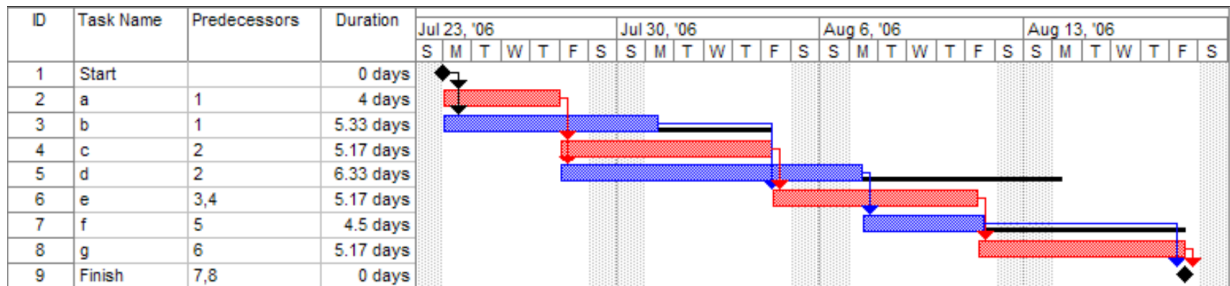 ID Task Name Predecessors Duration
Jul 23, '06 Jul 30, '06 Aug 6, '06 Aug 13, '06
S M T W T F S S M T W T F S S M T W T F S S M T W T F S
1 Start 0 days
2 a 1 4 days
3 b 1 5.33 days
4 c 2 5.17 days
5 d 2 6.33 days
6 e 3,4 5.17 days
7 f 5 4.5 days
8 g 6 5.17 days
9 Finish 7,8 0 days